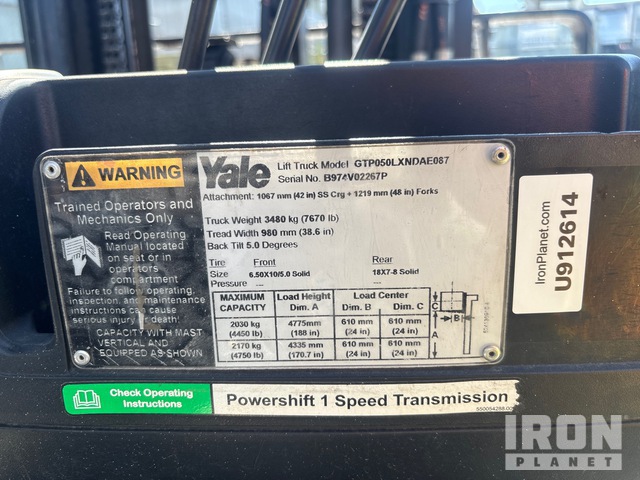 WARNING
Trained Operators and
Mechanics Only
Read Operating
Manual located
on seat or in
operators
compartment
Failure to follow operating,
inspection, and maintenance
instructions can cause
serious injury or death!
CAPACITY WITH MAST
VERTICAL AND
EQUIPPED AS SHOWN
Yale
Lift Truck Model GTP050LXNDAE087
Serial No. B974V02267P
Attachment: 1067 mm (42 in) SS Crg + 1219 mm (48 in) Forks
Truck Weight 3480 kg (7670 lb)
Tread Width 980 mm (38.6 in)
Back Tilt 5.0 Degrees
Tire Front Rear
Size 6.50X10/5.0 Solid 18X7-8 Solid
Pressure --- ---
MAXIMUM CAPACITY Load Height Dim. A Load Center Dim. B Dim. C
2030 kg (4450 lb) 4775mm (188 in) 610 mm (24 in) 610 mm (24 in)
2170 kg (4750 lb) 4335 mm (170.7 in) 610 mm (24 in) 610 mm (24 in)
C
B
A
IronPlanet.com
U912614
Check Operating
Instructions
Powershift 1 Speed Transmission
IRON
PLANET